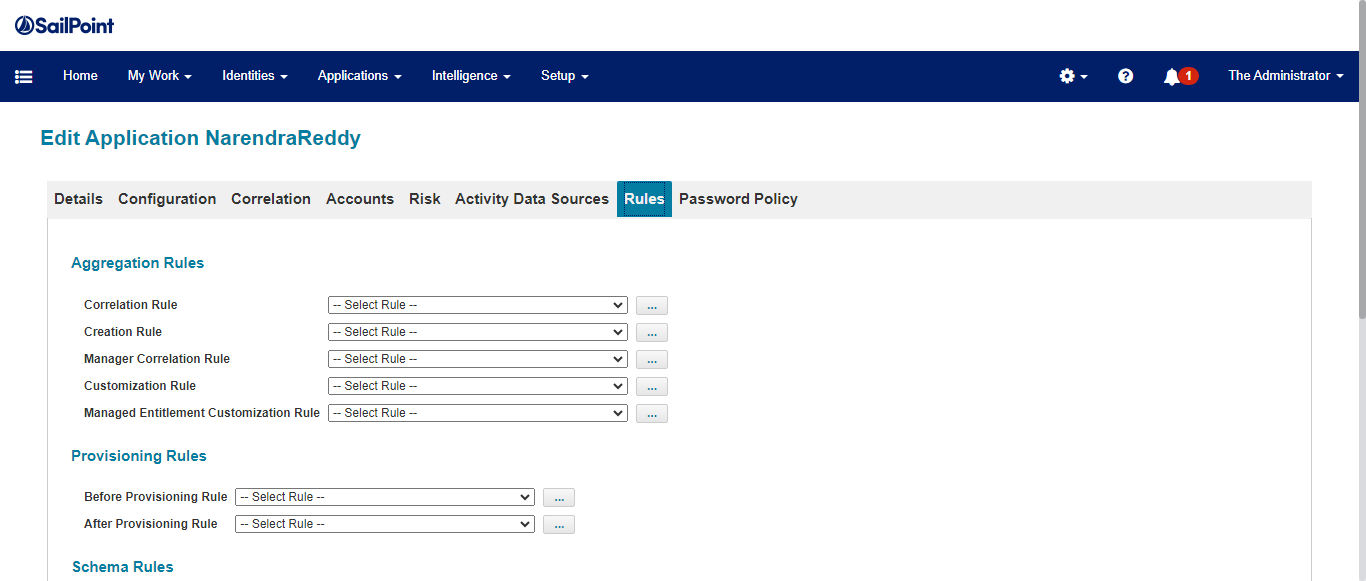 SailPoint
Home My Work Identities Applications Intelligence Setup ? 1 The Administrator
Edit Application NarendraReddy
Details Configuration Correlation Accounts Risk Activity Data Sources Rules Password Policy
Aggregation Rules
Correlation Rule -- Select Rule -- ...
Creation Rule -- Select Rule -- ...
Manager Correlation Rule -- Select Rule -- ...
Customization Rule -- Select Rule -- ...
Managed Entitlement Customization Rule -- Select Rule -- ...
Provisioning Rules
Before Provisioning Rule -- Select Rule -- ...
After Provisioning Rule -- Select Rule -- ...
Schema Rules